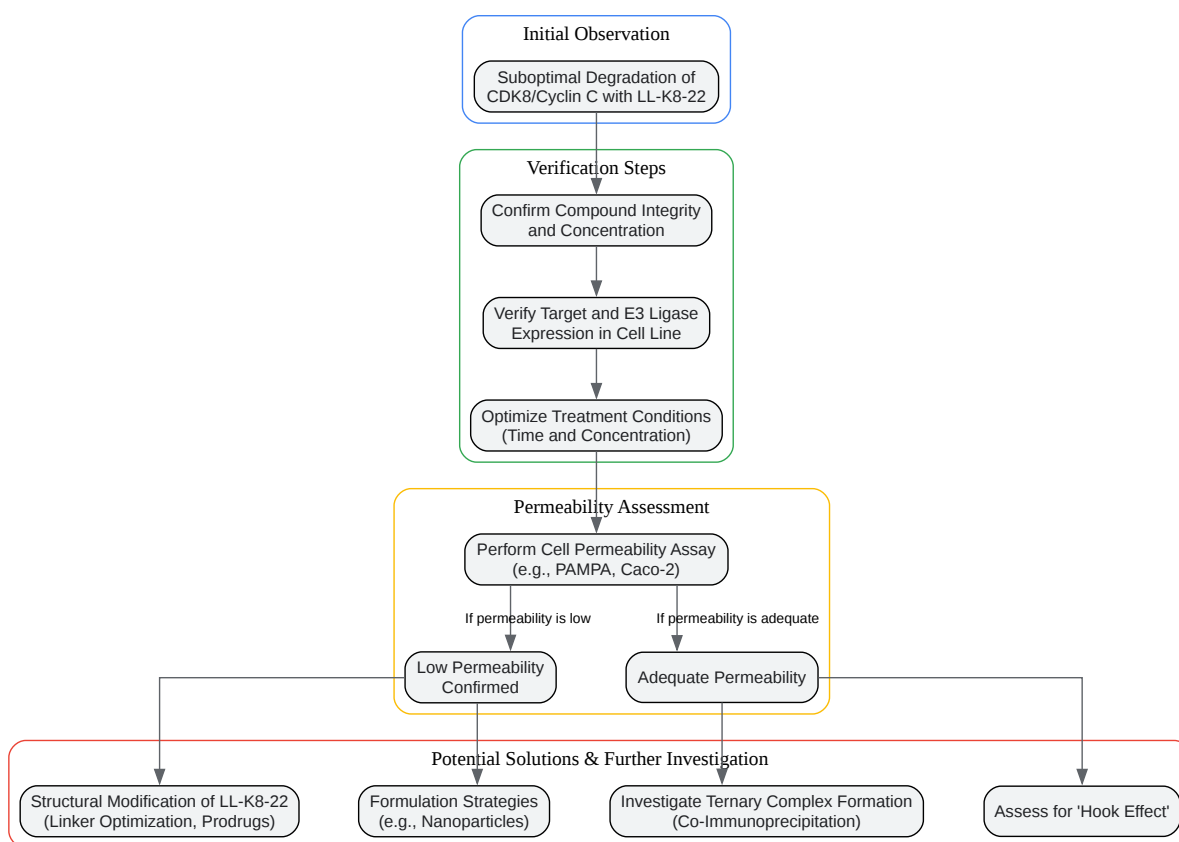 Initial Observation
Suboptimal Degradation of
CDK8/Cyclin C with LL-K8-22
Verification Steps
Confirm Compound Integrity
and Concentration
Verify Target and E3 Ligase
Expression in Cell Line
Optimize Treatment Conditions
(Time and Concentration)
Permeability Assessment
Perform Cell Permeability Assay
(e.g., PAMPA, Caco-2)
If permeability is low
If permeability is adequate
Low Permeability
Confirmed
Adequate Permeability
Potential Solutions & Further Investigation
Structural Modification of LL-K8-22
(Linker Optimization, Prodrugs)
Formulation Strategies
(e.g., Nanoparticles)
Investigate Ternary Complex Formation
(Co-Immunoprecipitation)
Assess for 'Hook Effect'